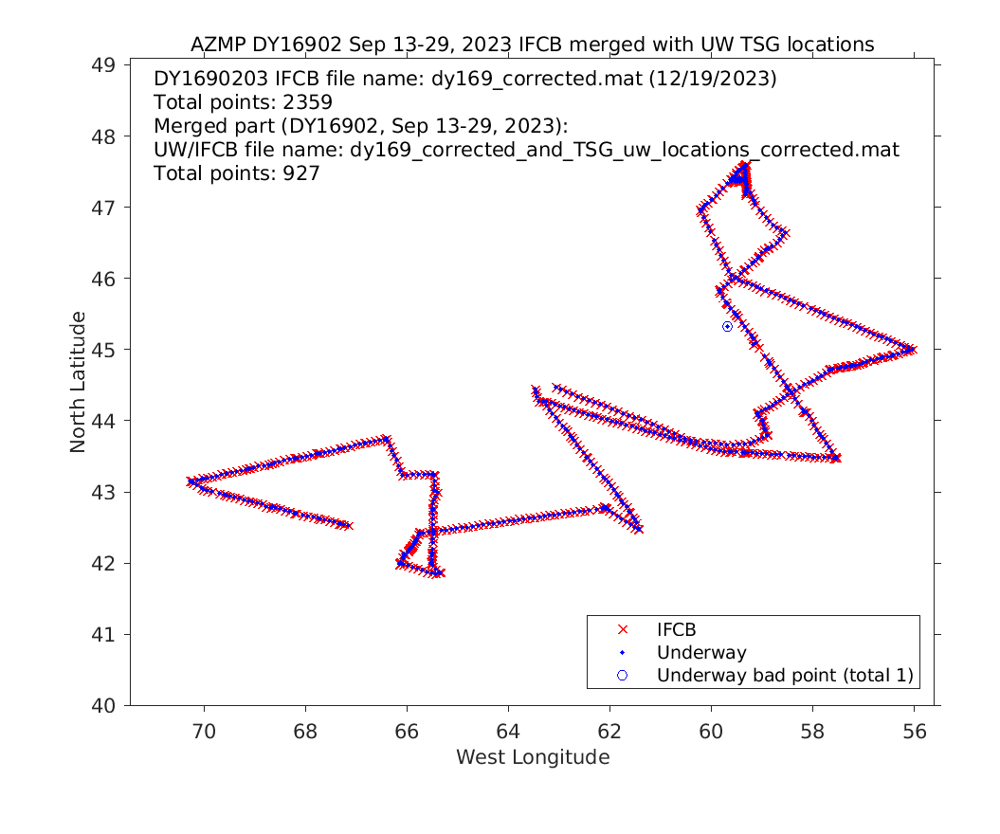 AZMP DY16902 Sep 13-29, 2023 IFCB merged with UW TSG locations
DY1690203 IFCB file name: dy169_corrected.mat (12/19/2023)
Total points: 2359
Merged part (DY16902, Sep 13-29, 2023):
UW/IFCB file name: dy169_corrected_and_TSG_uw_locations_corrected.mat
Total points: 927
49
48
47
46
45
44
43
42
41
40
North Latitude
IFCB
Underway
Underway bad point (total 1)
70 68 66 64 62 60 58 56
West Longitude